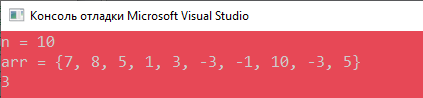 Консоль отладки Microsoft Visual Studio
n = 10
arr = {7, 8, 5, 1, 3, -3, -1, 10, -3, 5}
3